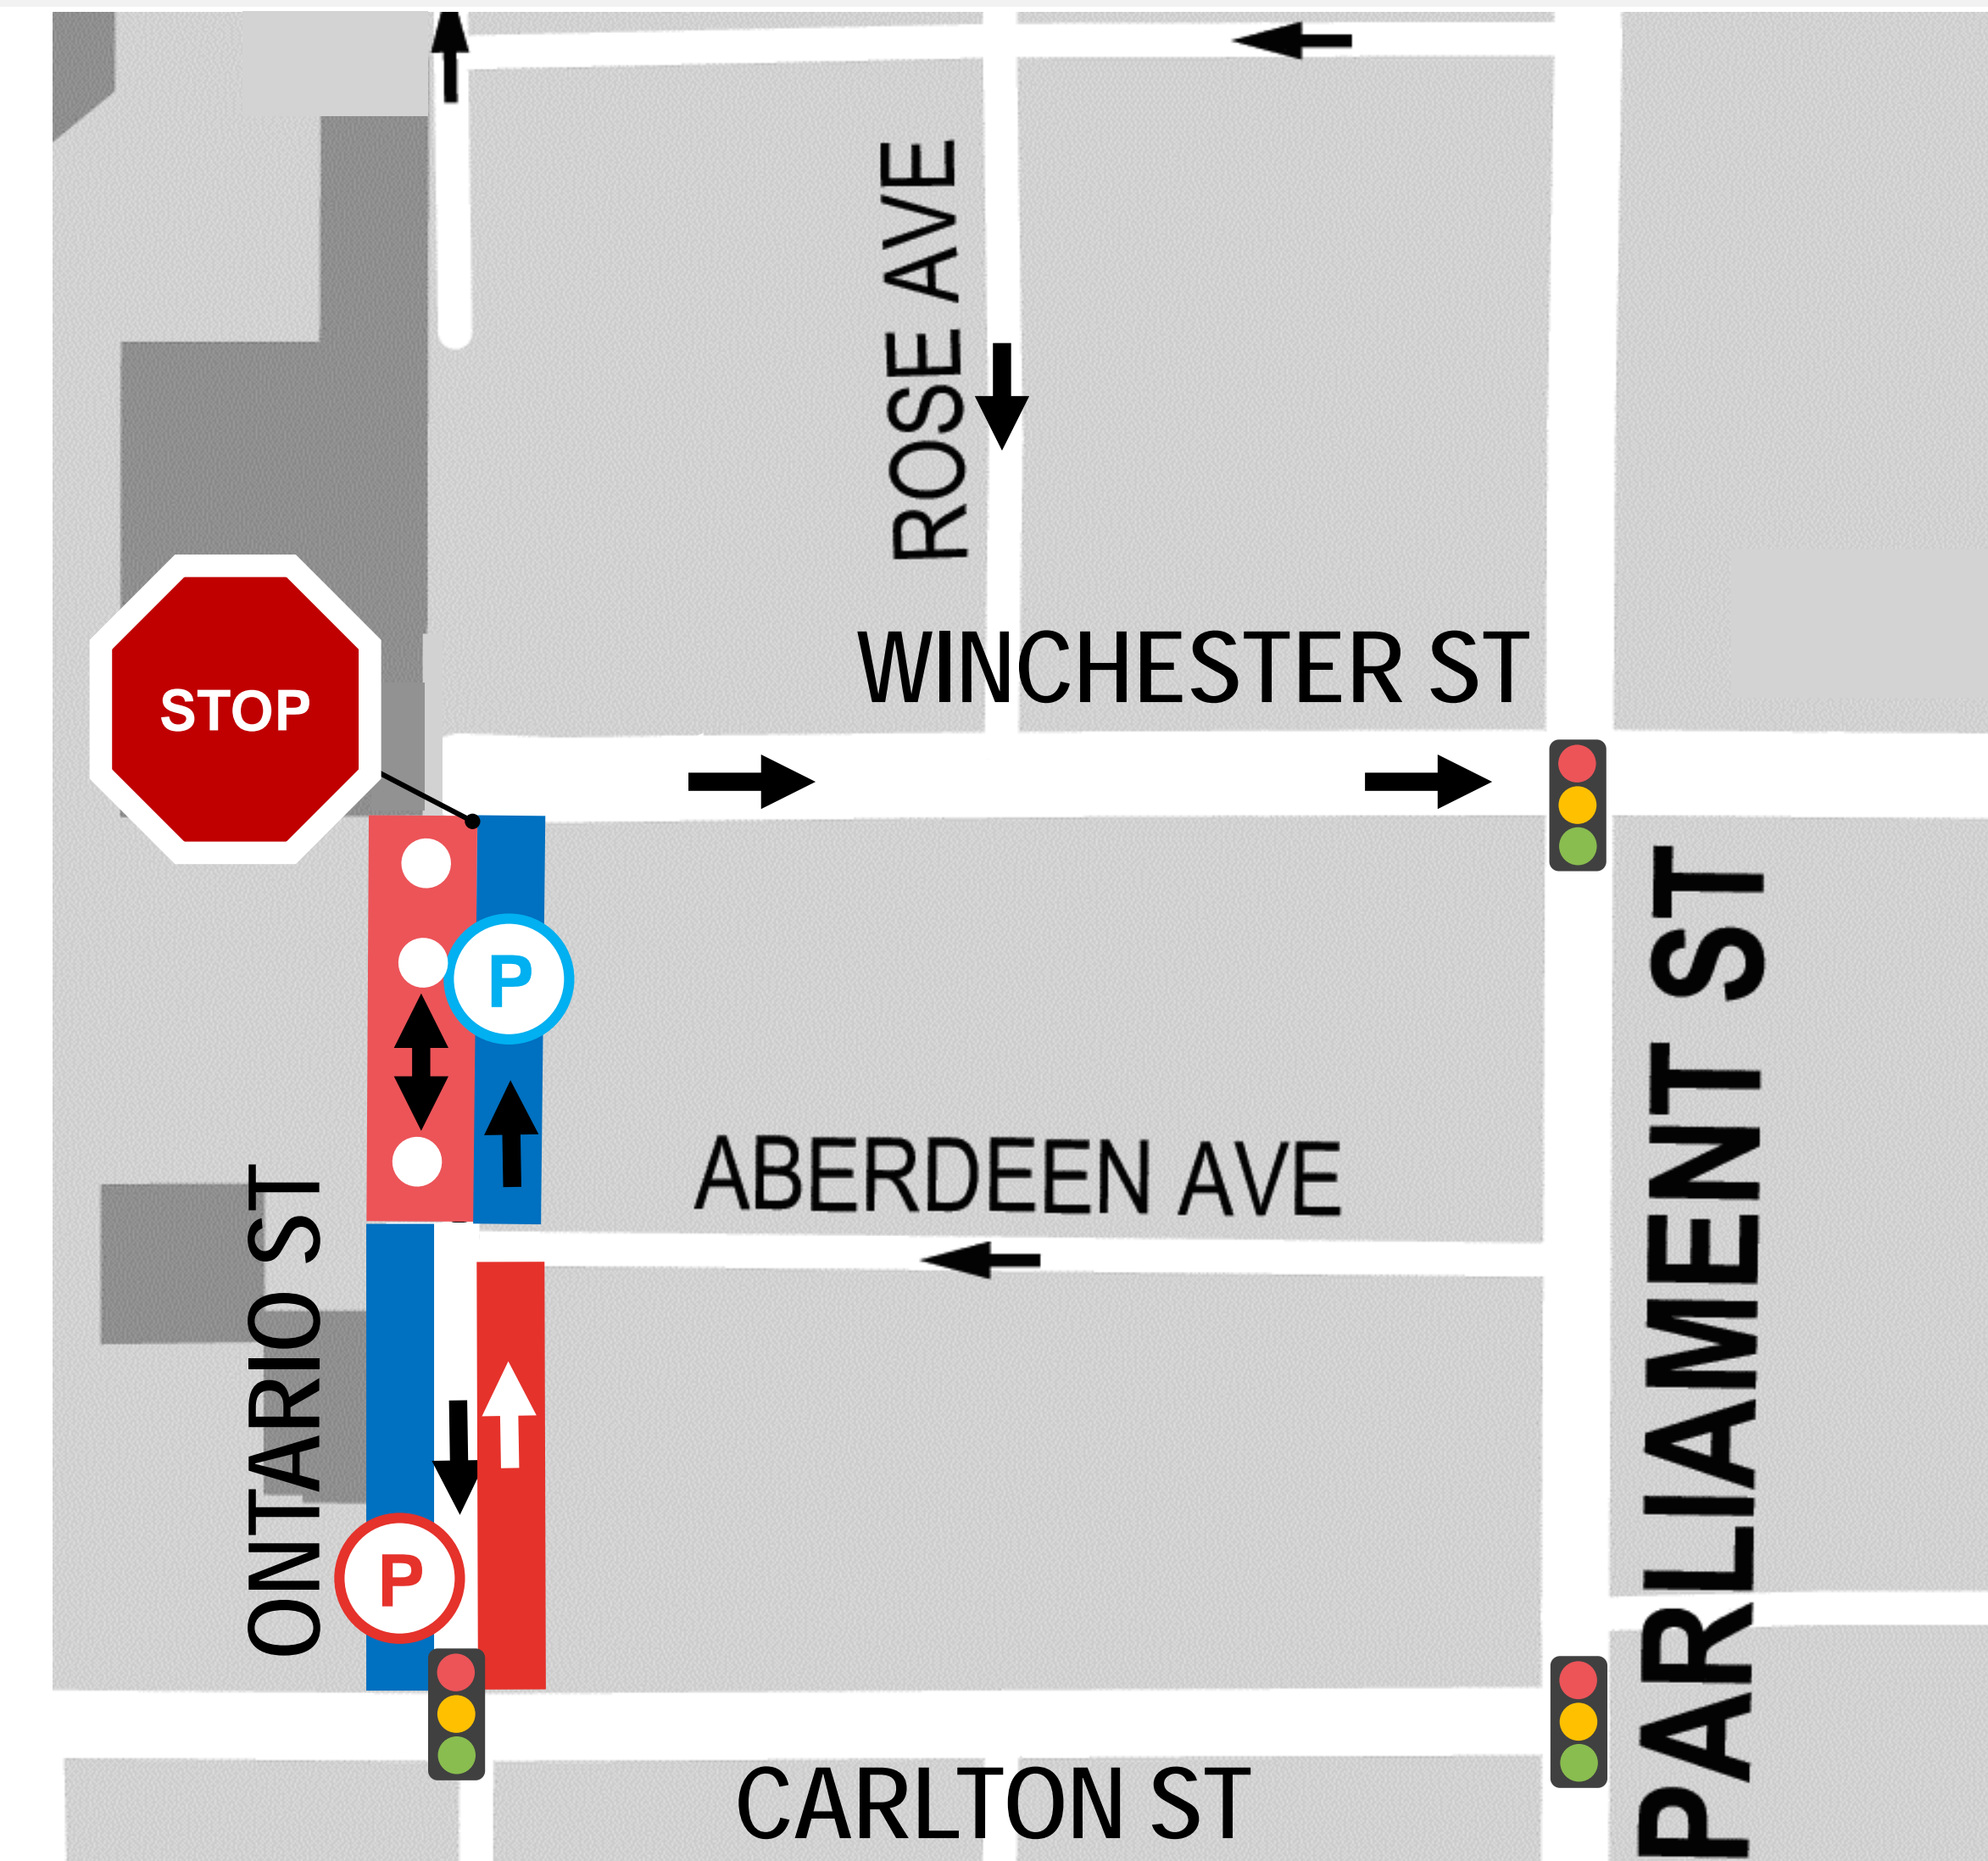 ROSE AVE
WINCHESTER ST
STOP
P
ABERDEEN AVE
ONTARIO ST
PARLIAMENT ST
P
CARLTON ST